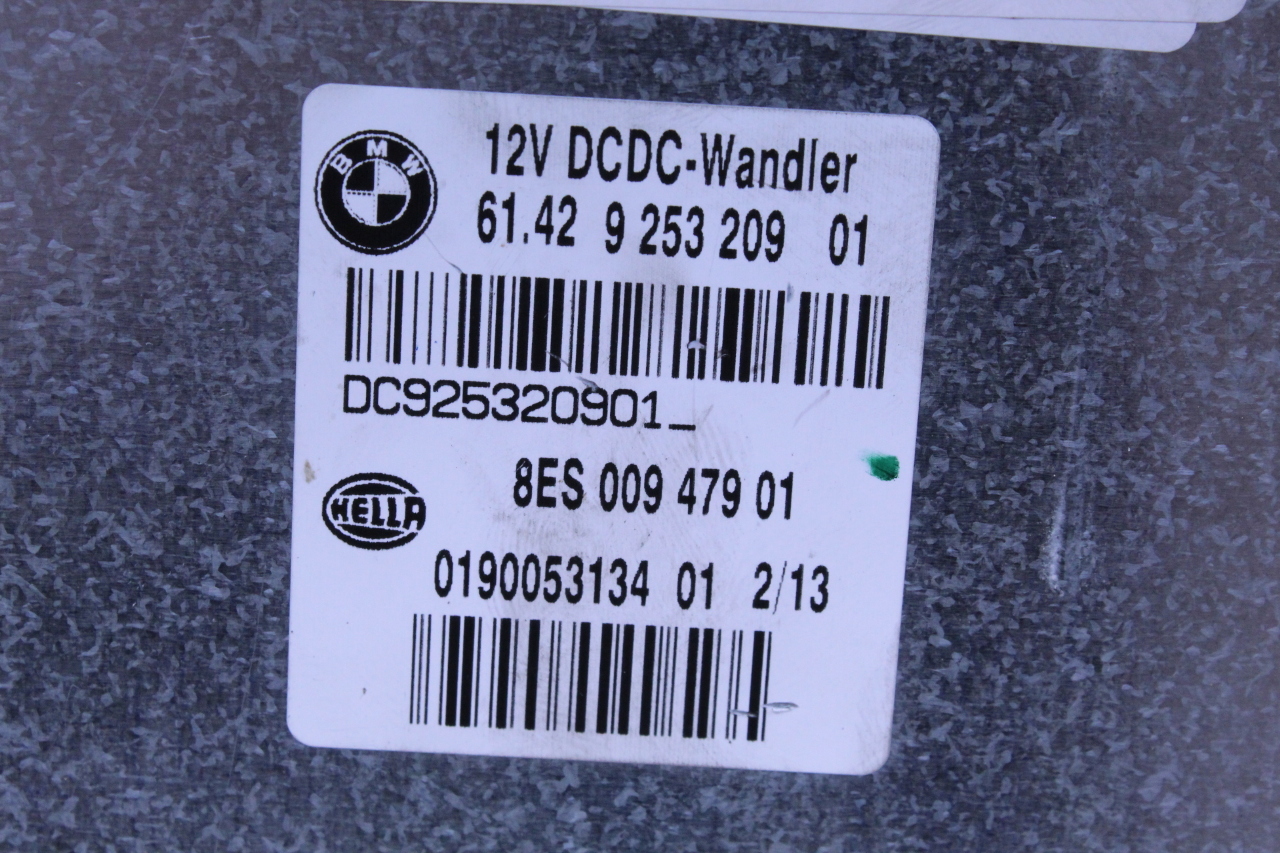 BMW
12V DCDC-Wandler
61.42 9 253 209 01
DC925320901_
HELLA
8ES 009 479 01
0190053134 01 2/13